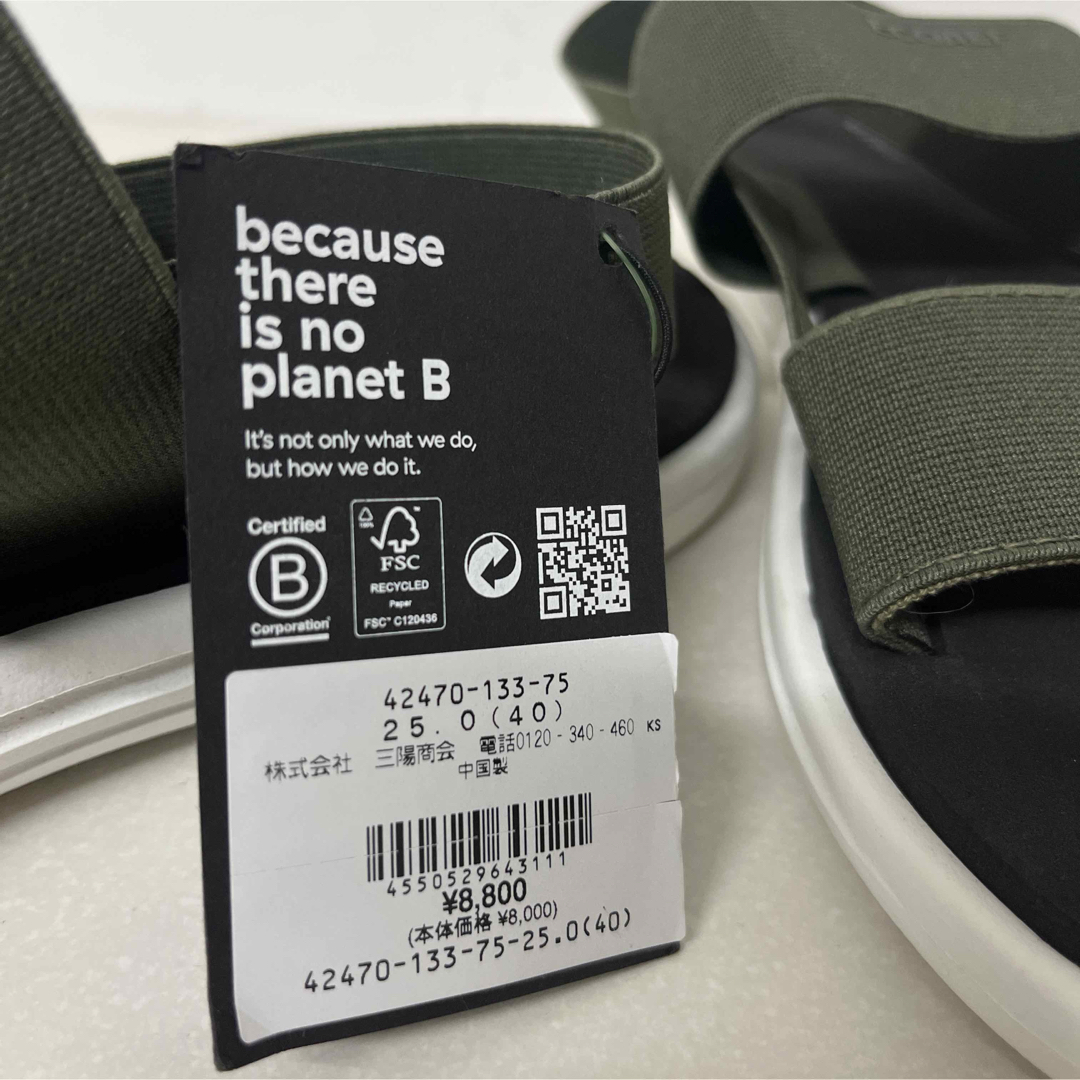 because
there
is no
planet B
It's not only what we do,
but how we do it.
Certified
B
Corporation
100%
FSC™
RECYCLED
Paper
FSC™ C120436
42470-133-75
25.0(40)
株式会社 三陽商会 電話0120-340-460 KS
中国製
4550529643111
¥8,800
(本体価格 ¥8,000)
42470-133-75-25.0(40)